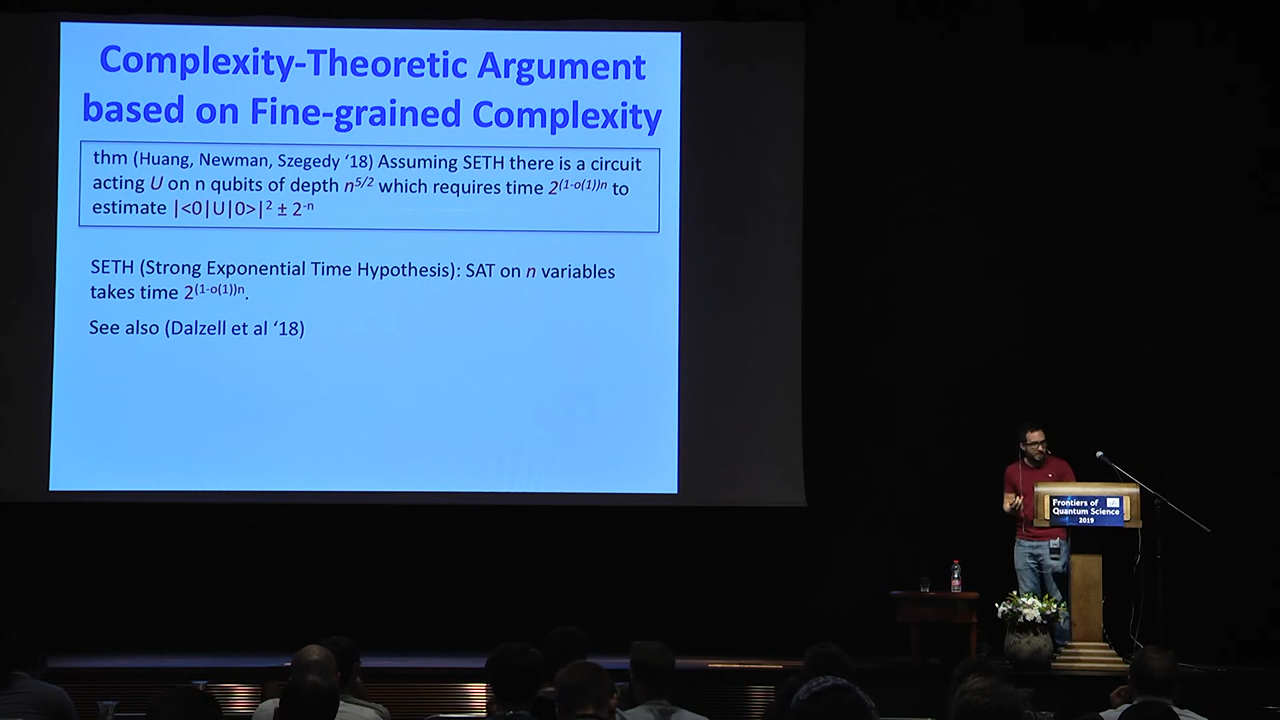 Complexity-Theoretic Argument
based on Fine-grained Complexity
thm (Huang, Newman, Szegedy ‘18) Assuming SETH there is a circuit
acting U on n qubits of depth n^5/2 which requires time 2^(1-o(1))n to
estimate |<0|U|0>|² ± 2^-n
SETH (Strong Exponential Time Hypothesis): SAT on n variables
takes time 2^(1-o(1))n.
See also (Dalzell et al ‘18)
Frontiers of
Quantum Science
2019